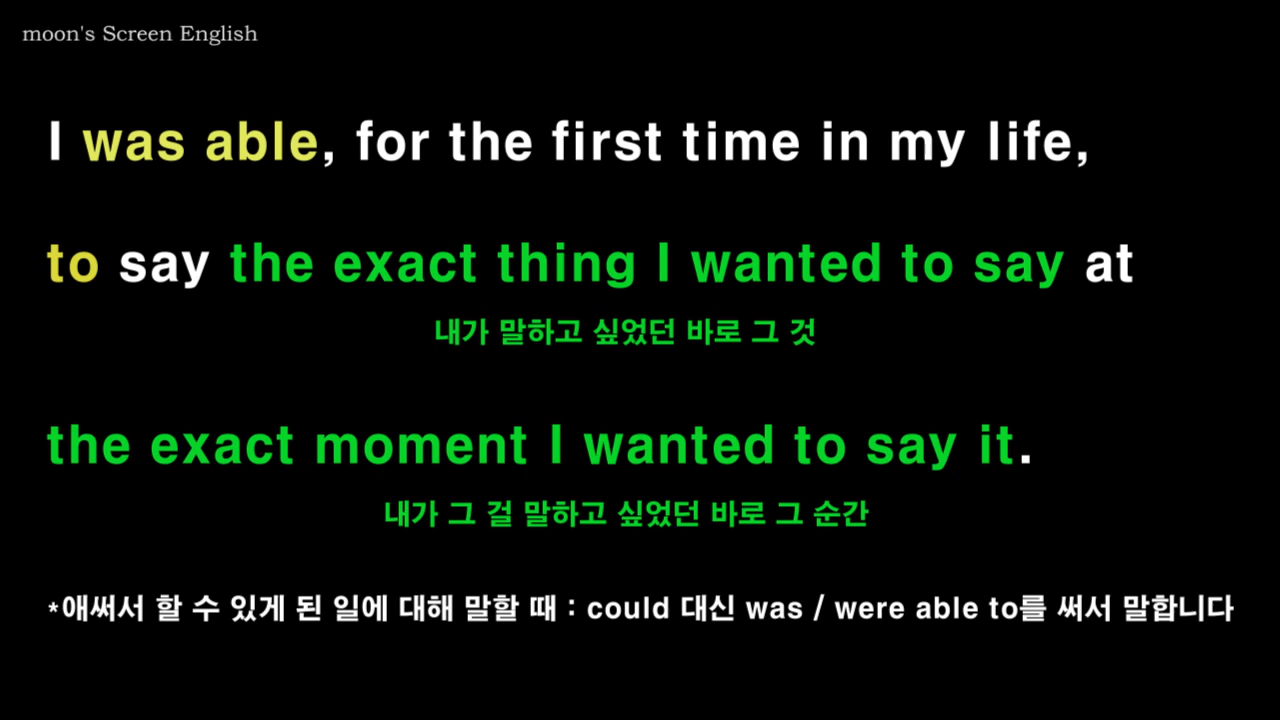 moon's Screen English
I was able, for the first time in my life,
to say the exact thing I wanted to say at
내가 말하고 싶었던 바로 그 것
the exact moment I wanted to say it.
내가 그 걸 말하고 싶었던 바로 그 순간
*애써서 할 수 있게 된 일에 대해 말할 때 : could 대신 was / were able to를 써서 말합니다